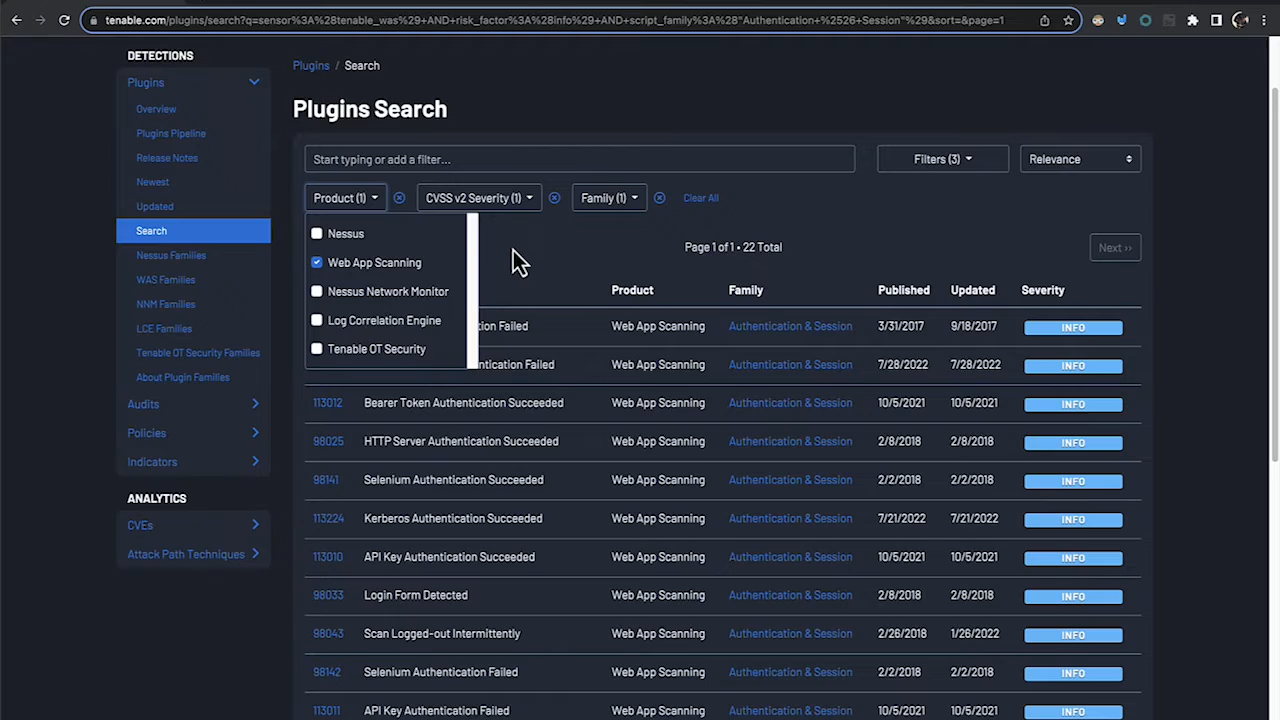 tenable.com/plugins/search?q=sensor%3A%28tenable_was%29+AND+risk_factor%3A%28info%29+AND+script_family%3A%28"Authentication+%2526+Session"%29&sort=&page=1
DETECTIONS
Plugins
Overview
Plugins Pipeline
Release Notes
Newest
Updated
Search
Nessus Families
WAS Families
NNM Families
LCE Families
Tenable OT Security Families
About Plugin Families
Audits
Policies
Indicators
ANALYTICS
CVEs
Attack Path Techniques
Plugins / Search
Plugins Search
Start typing or add a filter...
Filters (3)
Relevance
Product (1)
CVSS v2 Severity (1)
Family (1)
Clear All
Nessus
Web App Scanning
Nessus Network Monitor
Log Correlation Engine
Tenable OT Security
Page 1 of 1 • 22 Total
Next ››
Product Family Published Updated Severity
Failed Web App Scanning Authentication & Session 3/31/2017 9/18/2017 INFO
Failed Web App Scanning Authentication & Session 7/28/2022 7/28/2022 INFO
113012 Bearer Token Authentication Succeeded Web App Scanning Authentication & Session 10/5/2021 10/5/2021 INFO
98025 HTTP Server Authentication Succeeded Web App Scanning Authentication & Session 2/8/2018 2/8/2018 INFO
98141 Selenium Authentication Succeeded Web App Scanning Authentication & Session 2/2/2018 2/2/2018 INFO
113224 Kerberos Authentication Succeeded Web App Scanning Authentication & Session 7/21/2022 7/21/2022 INFO
113010 API Key Authentication Succeeded Web App Scanning Authentication & Session 10/5/2021 10/5/2021 INFO
98033 Login Form Detected Web App Scanning Authentication & Session 2/8/2018 2/8/2018 INFO
98043 Scan Logged-out Intermittently Web App Scanning Authentication & Session 2/26/2018 1/26/2022 INFO
98142 Selenium Authentication Failed Web App Scanning Authentication & Session 2/2/2018 2/2/2018 INFO
113011 API Key Authentication Failed Web App Scanning Authentication & Session 10/5/2021 10/5/2021 INFO